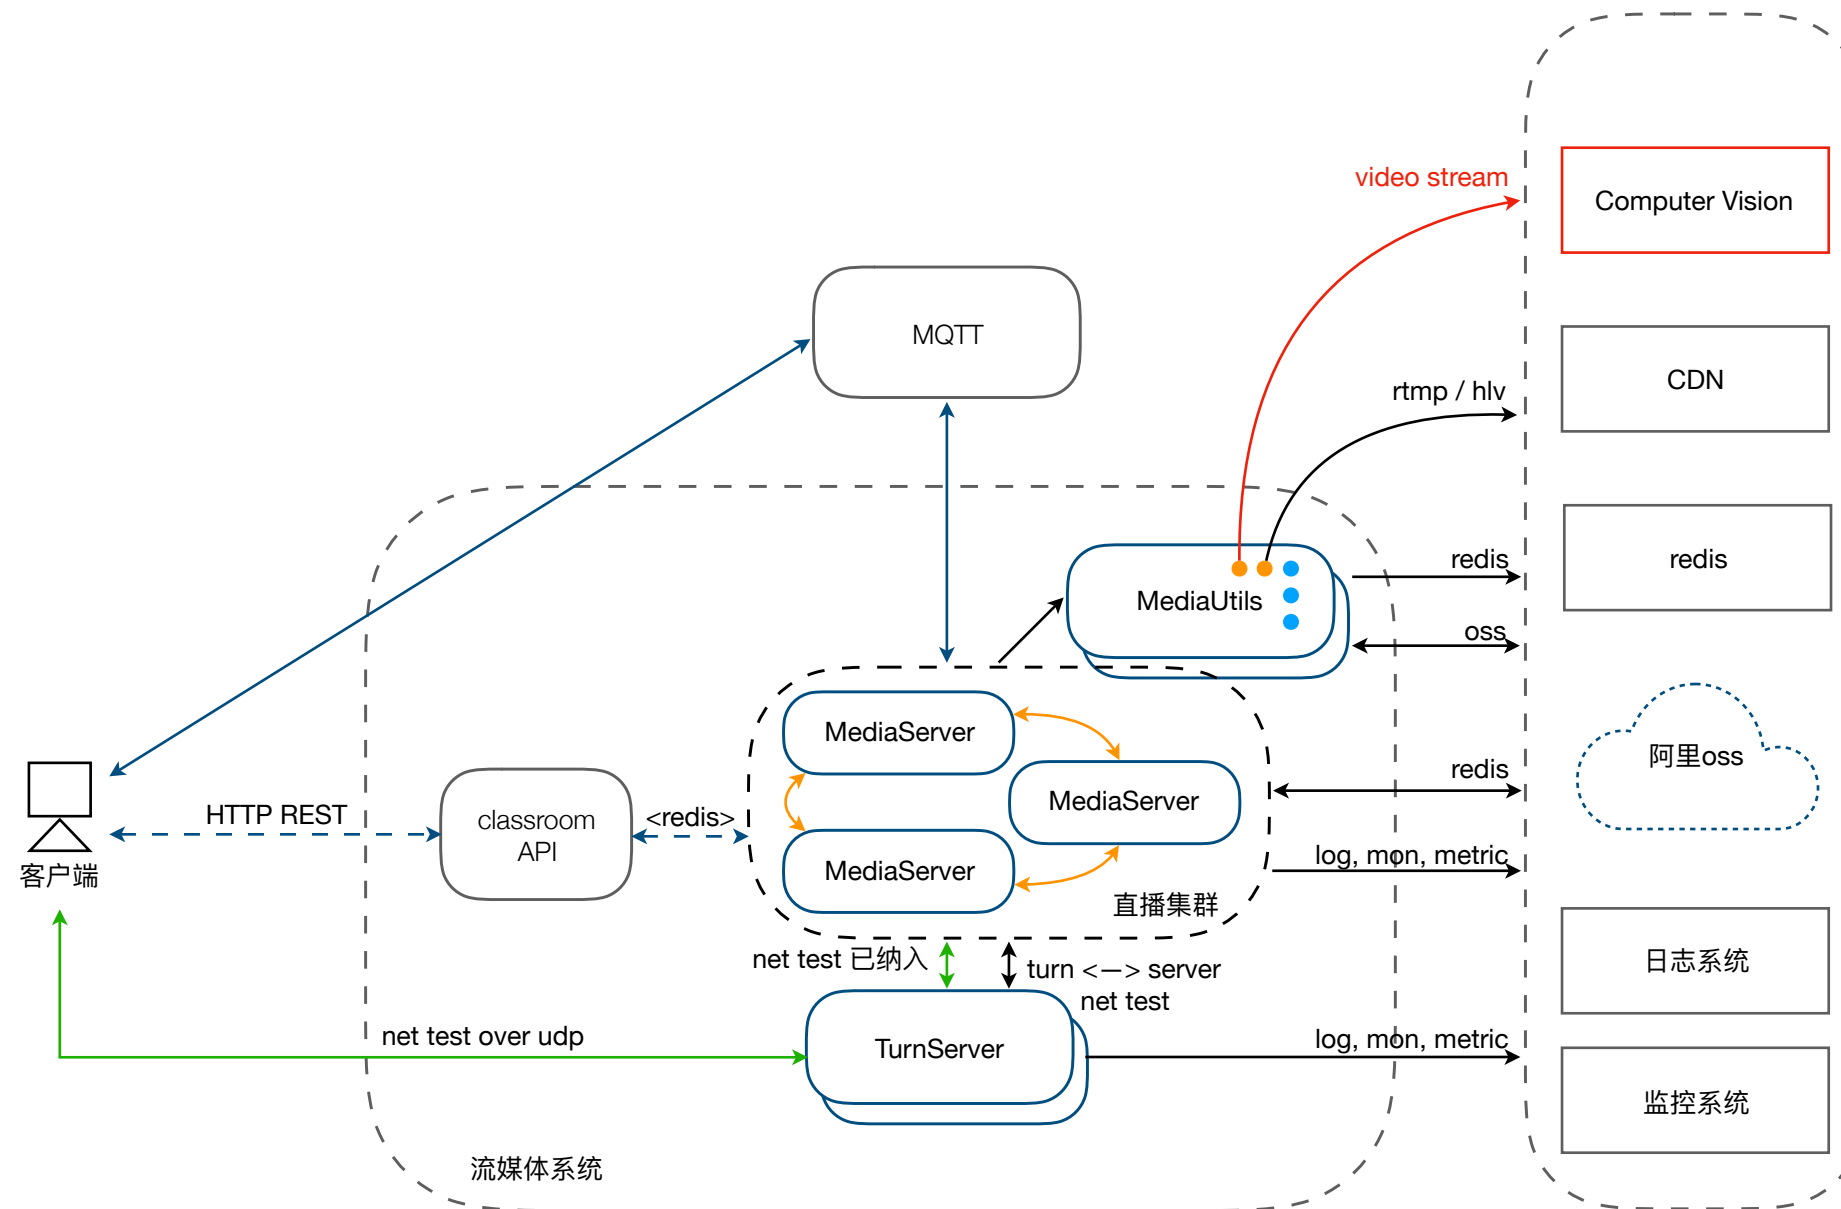 video stream
Computer Vision
MQTT
CDN
rtmp / hlv
redis
redis
MediaUtils
oss
MediaServer
阿里oss
redis
MediaServer
HTTP REST
classroom
API
<redis>
客户端
MediaServer
log, mon, metric
直播集群
net test 已纳入
turn <—> server
net test
日志系统
net test over udp
TurnServer
log, mon, metric
监控系统
流媒体系统